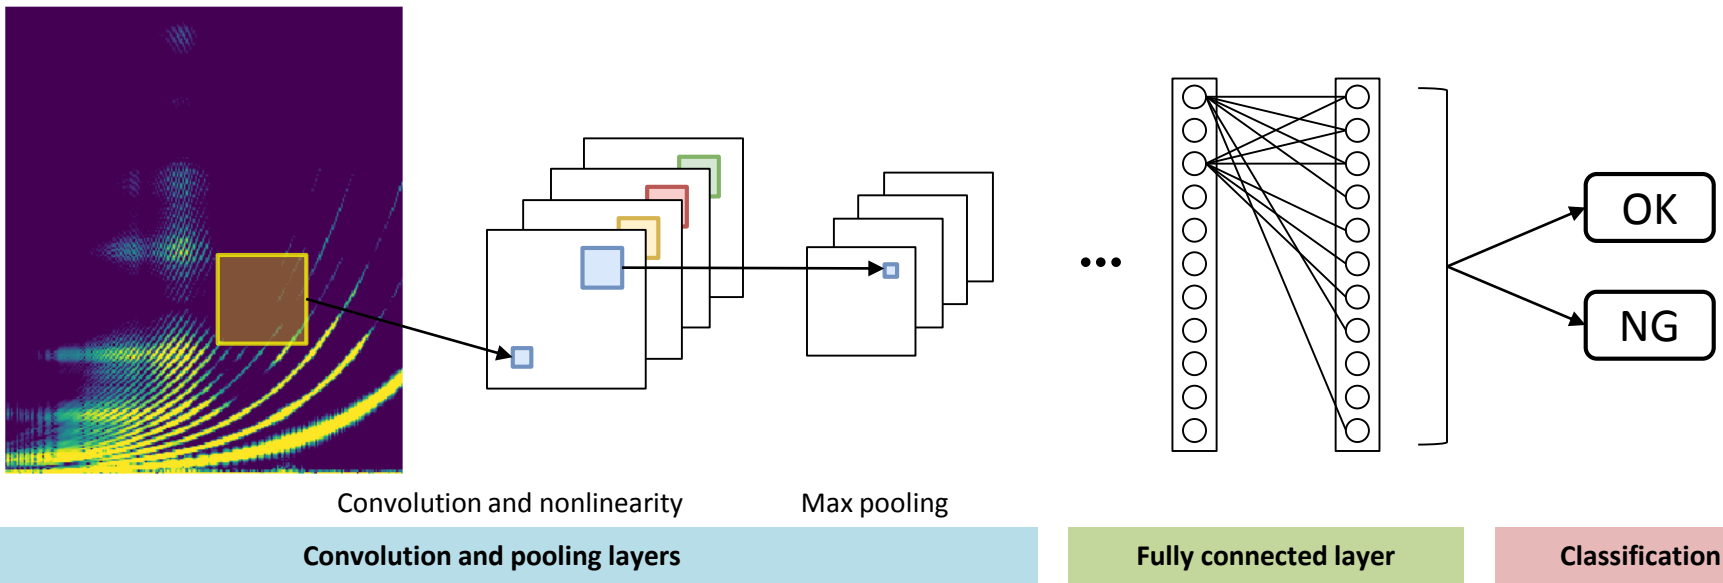 OK
NG
Convolution and nonlinearity
Max pooling
Convolution and pooling layers
Fully connected layer
Classification